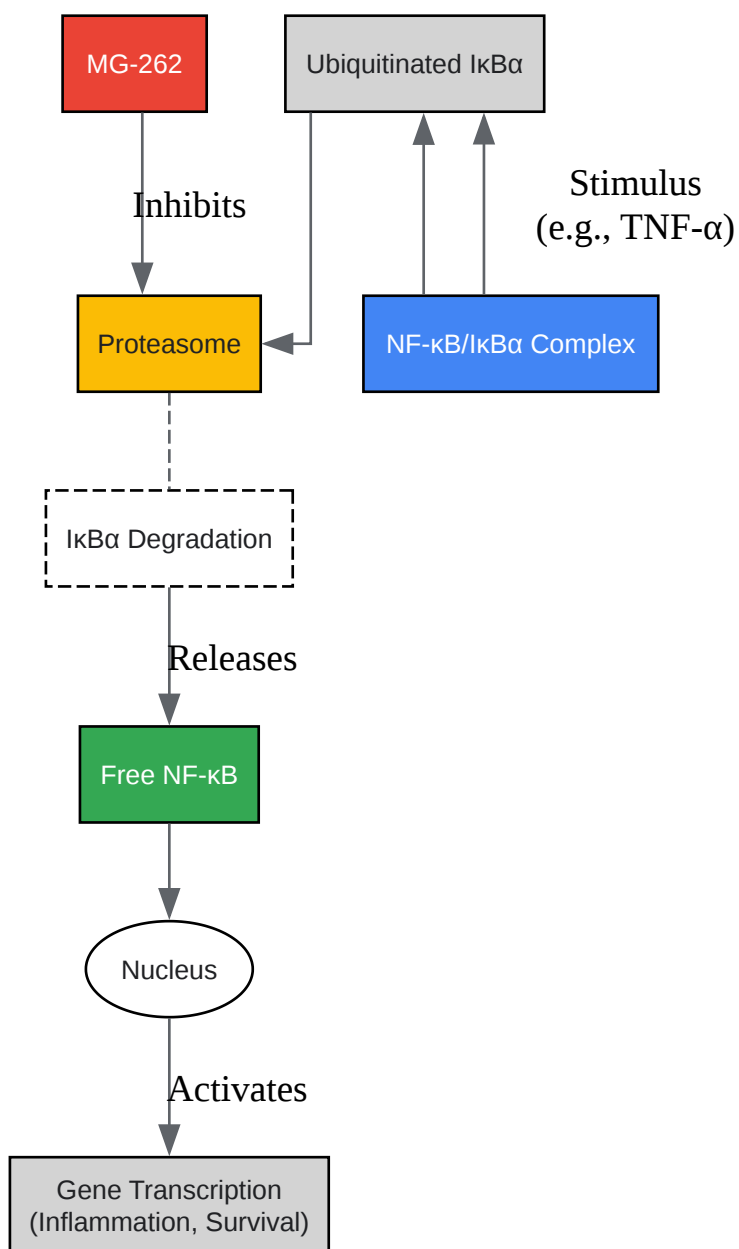 MG-262
Ubiquitinated IκBα
Inhibits
Stimulus
(e.g., TNF-α)
Proteasome
NF-κB/IκBα Complex
IκBα Degradation
Releases
Free NF-κB
Nucleus
Activates
Gene Transcription
(Inflammation, Survival)